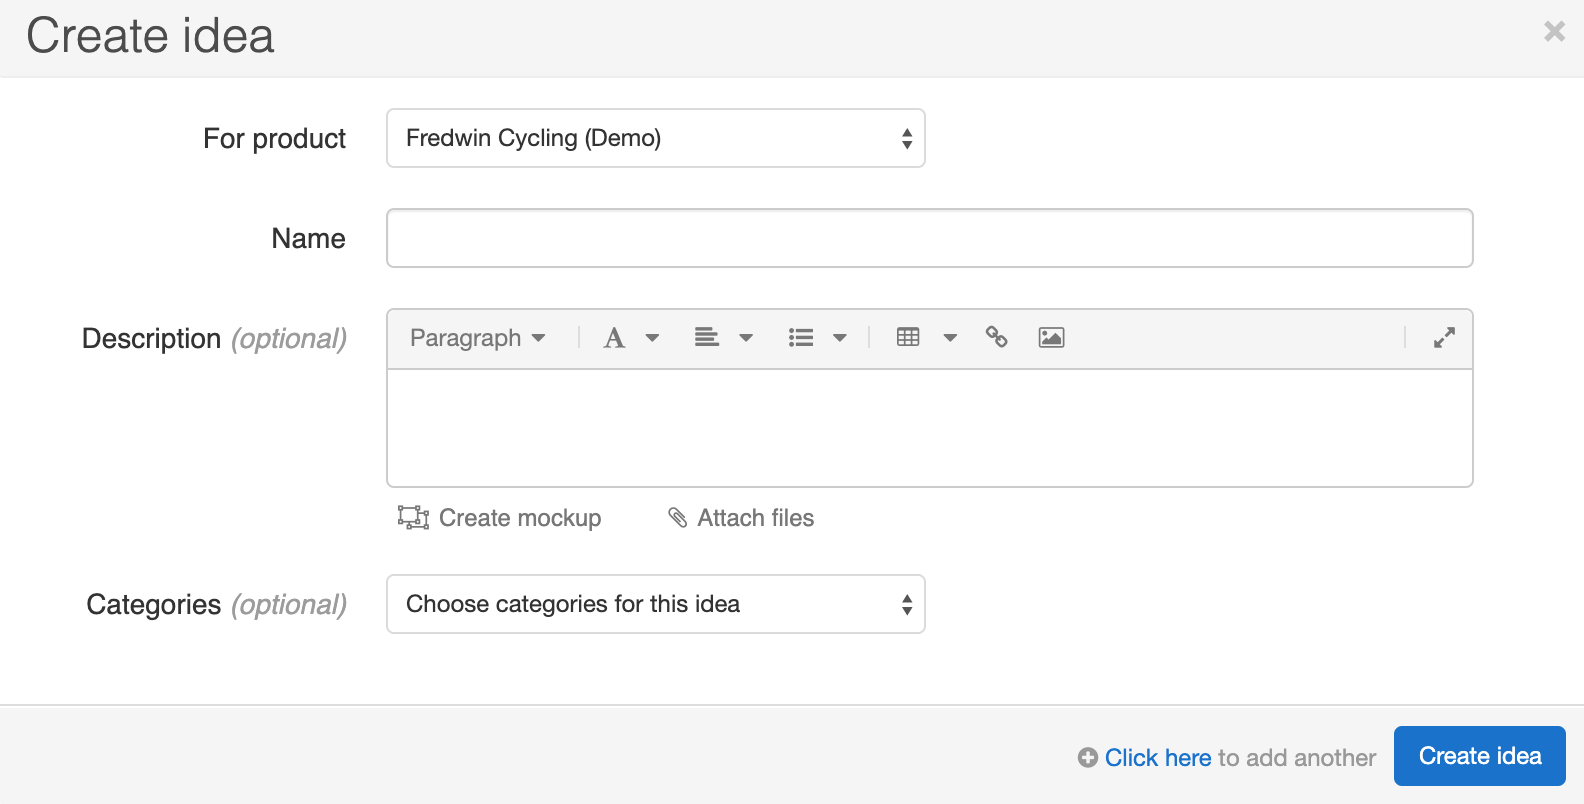 Create idea
For product
Fredwin Cycling (Demo)
Name
Description (optional)
Paragraph
A
Create mockup
Attach files
Categories (optional)
Choose categories for this idea
Click here to add another
Create idea